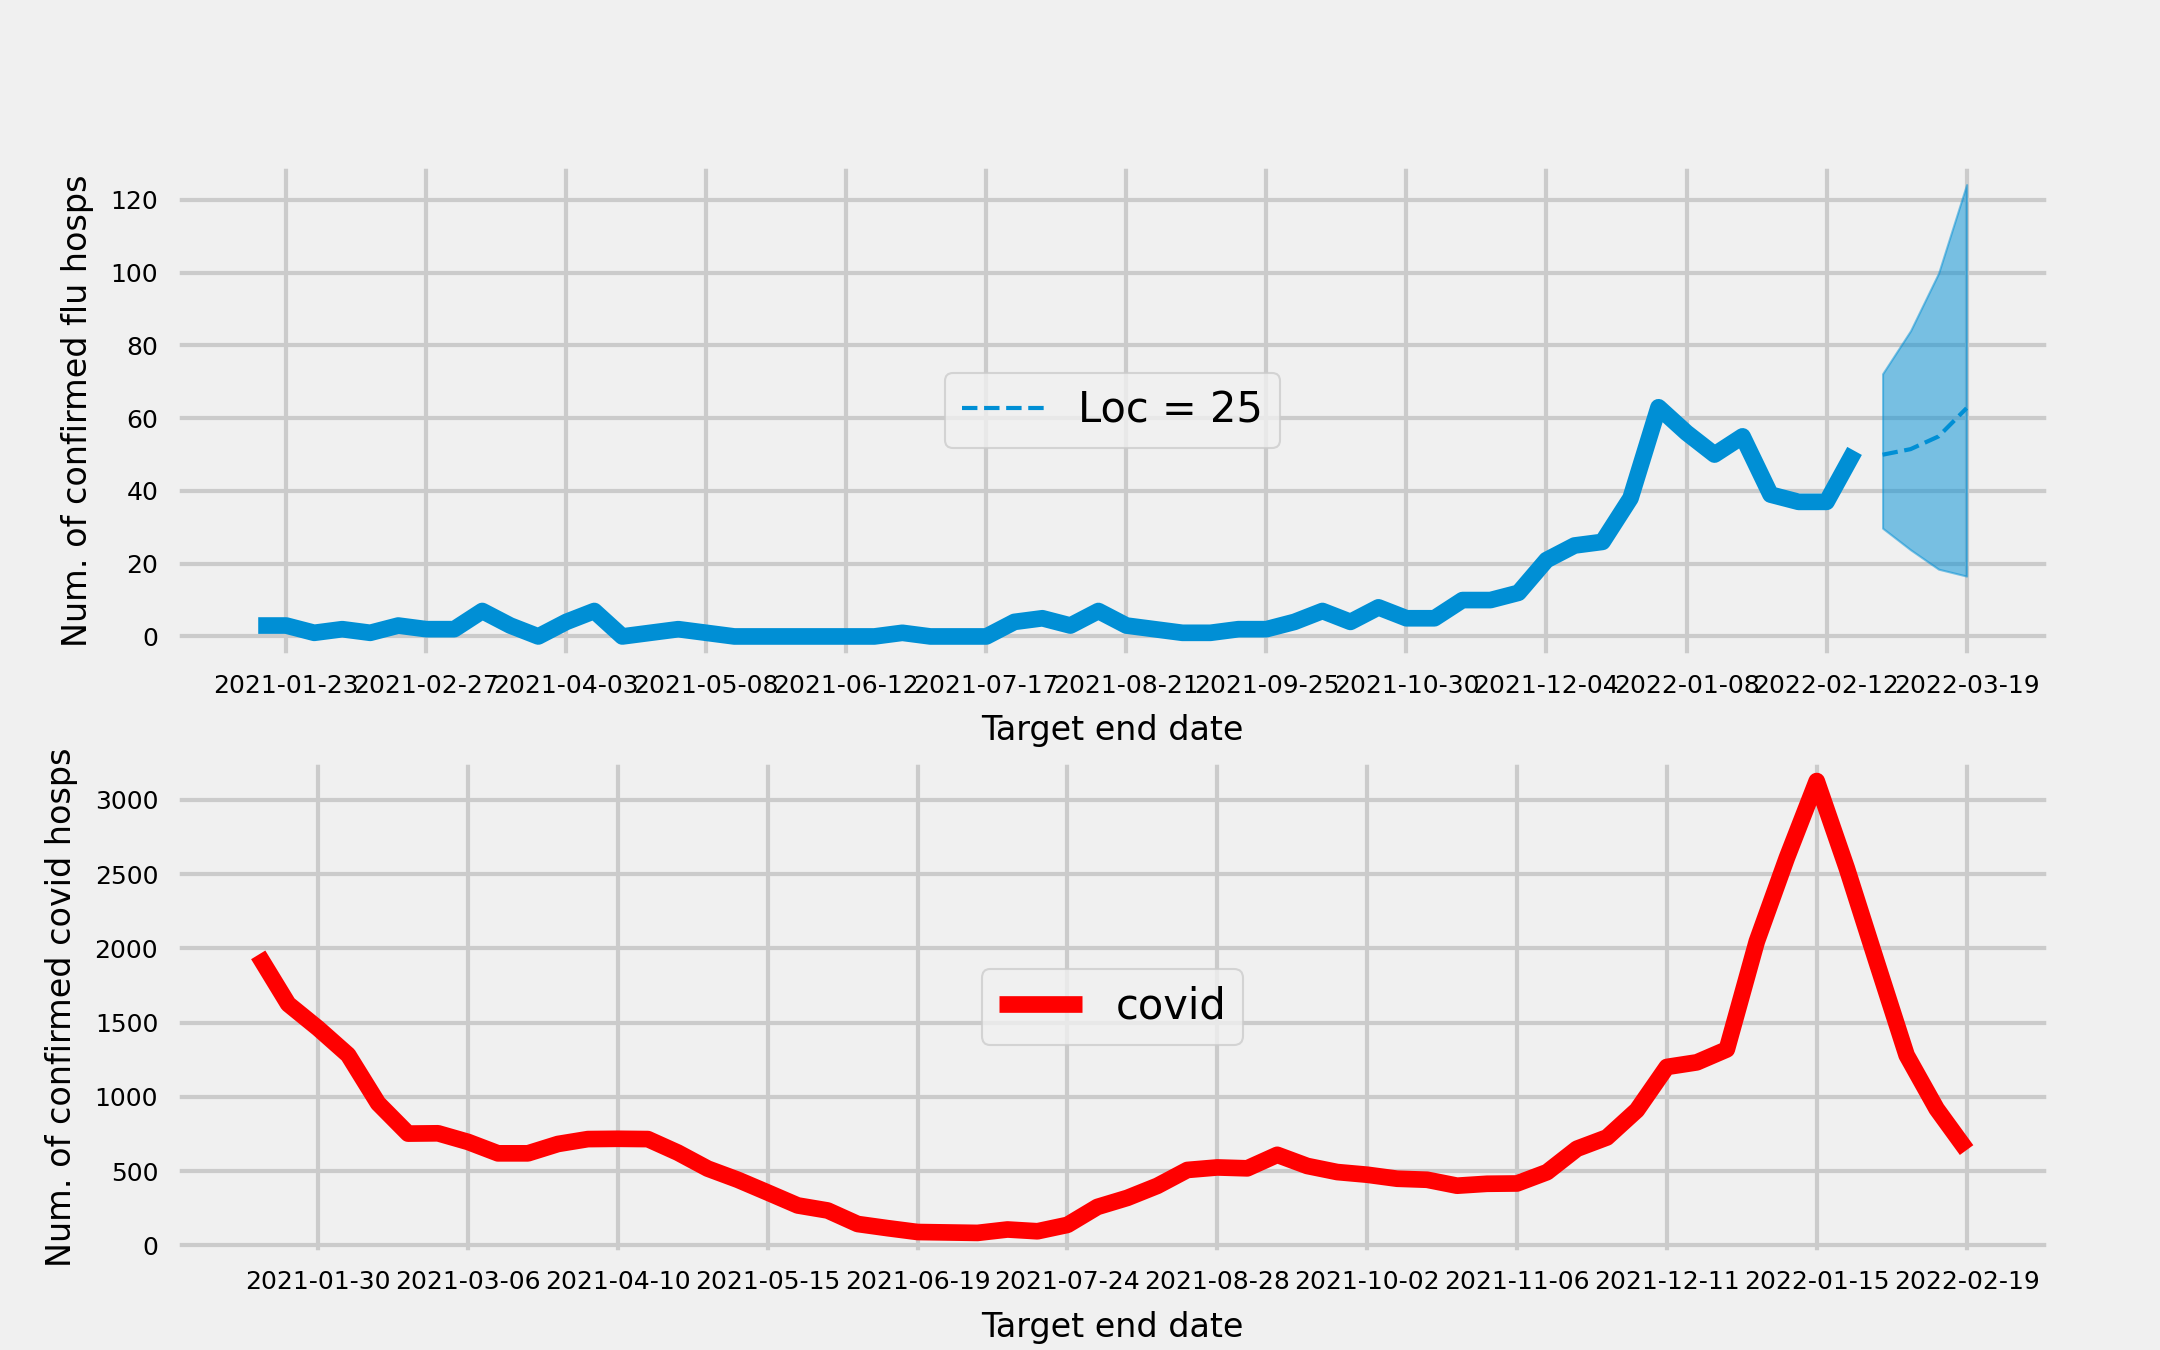 Num. of confirmed flu hosps
120
100
80
60
40
20
0
Loc = 25
2021-01-23 2021-02-27 2021-04-03 2021-05-08 2021-06-12 2021-07-17 2021-08-21 2021-09-25 2021-10-30 2021-12-04 2022-01-08 2022-02-12 2022-03-19
Target end date
Num. of confirmed covid hosps
3000
2500
2000
1500
1000
500
0
covid
2021-01-30 2021-03-06 2021-04-10 2021-05-15 2021-06-19 2021-07-24 2021-08-28 2021-10-02 2021-11-06 2021-12-11 2022-01-15 2022-02-19
Target end date